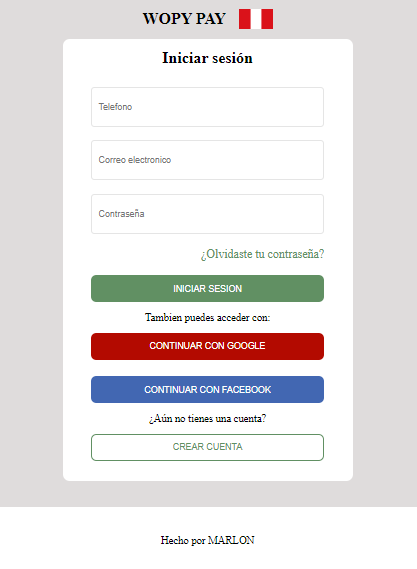 WOPY PAY
Iniciar sesión
Telefono
Correo electronico
Contraseña
¿Olvidaste tu contraseña?
INICIAR SESION
Tambien puedes acceder con:
CONTINUAR CON GOOGLE
CONTINUAR CON FACEBOOK
¿Aún no tienes una cuenta?
CREAR CUENTA
Hecho por MARLON